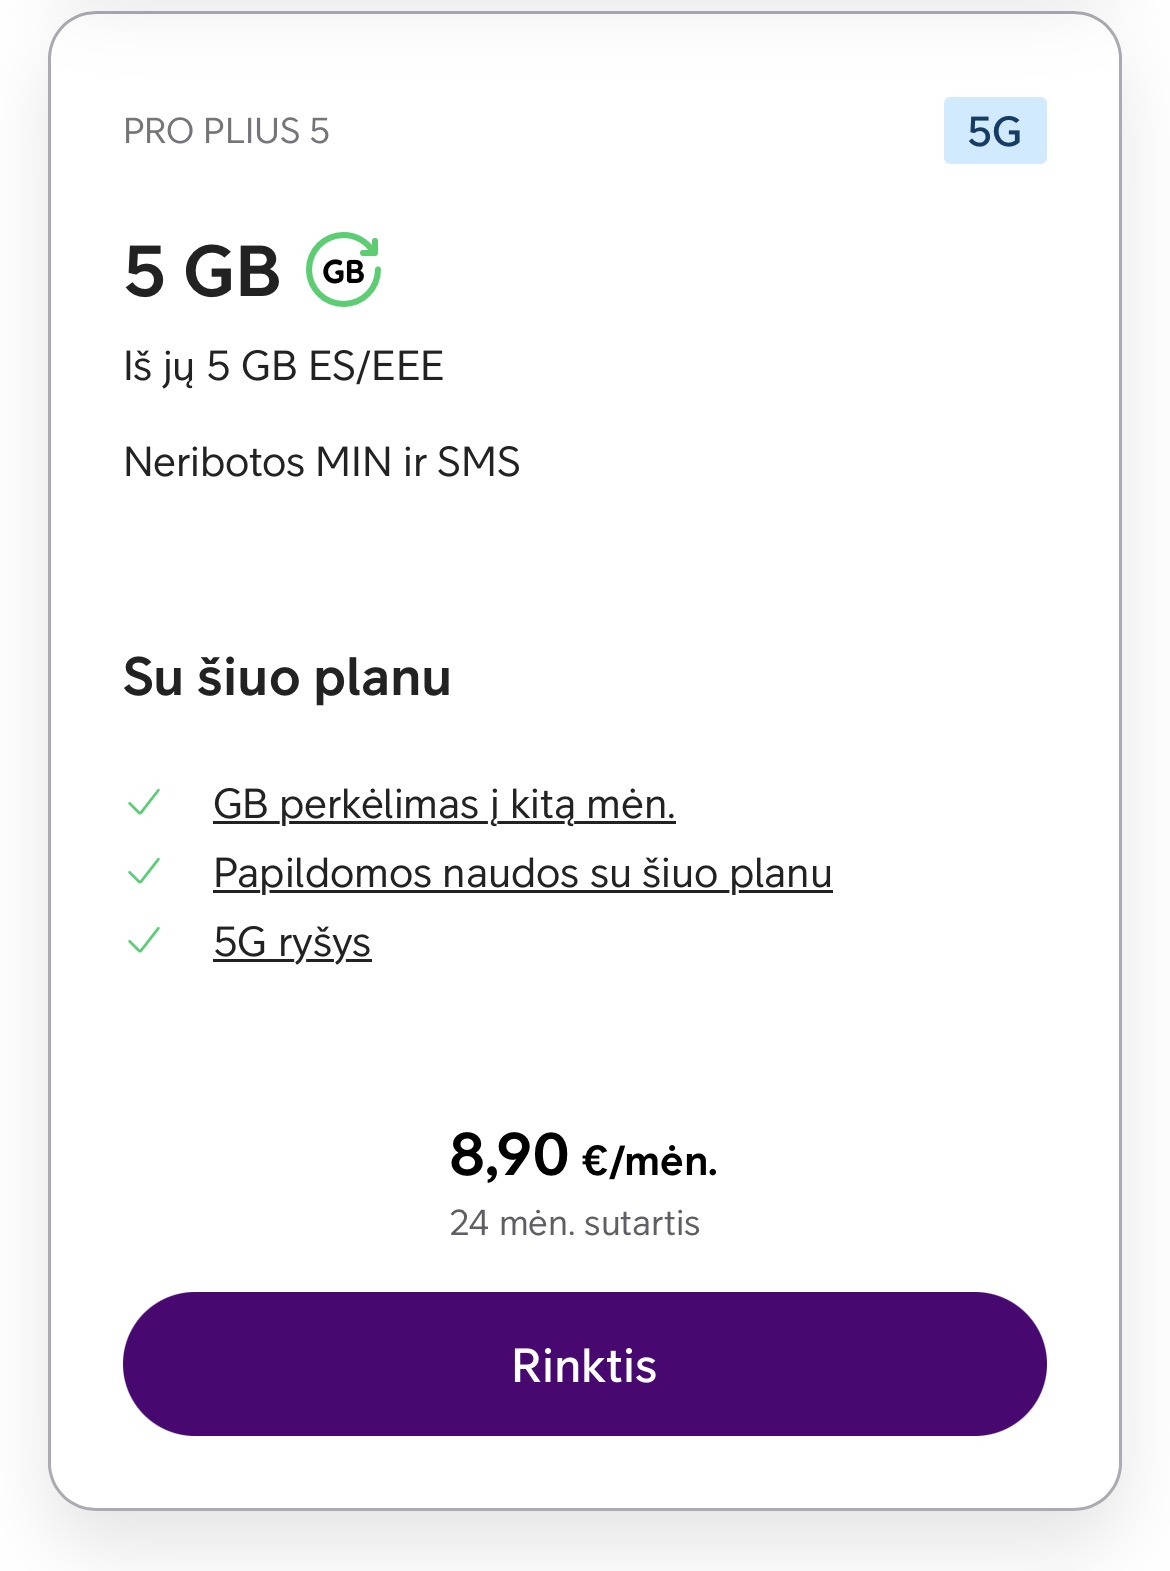 PRO PLIUS 5
5G
5 GB
GB
Iš jų 5 GB ES/EEE
Neribotos MIN ir SMS
Su šiuo planu
GB perkėlimas į kitą mėn.
Papildomos naudos su šiuo planu
5G ryšys
8,90 €/mėn.
24 mėn. sutartis
Rinktis